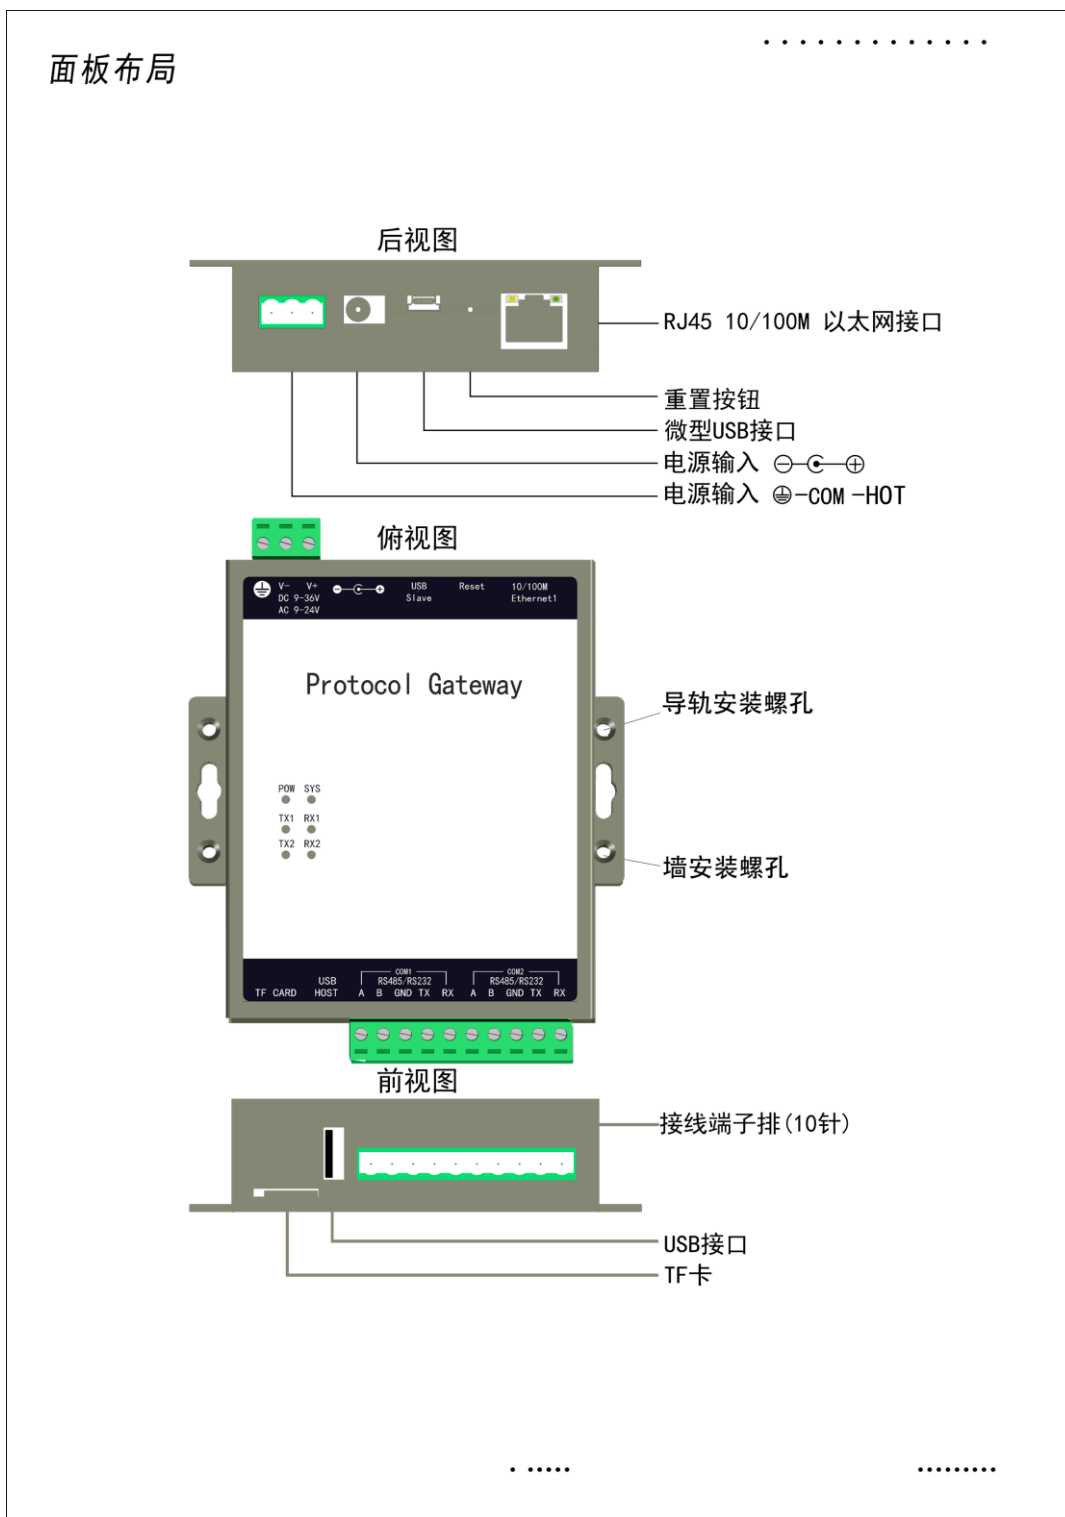 面板布局
后视图
RJ45 10/100M 以太网接口
重置按钮
微型USB接口
电源输入
电源输入 -COM -HOT
俯视图
V- V+
DC 9-36V
AC 9-24V
USB
Slave
Reset
10/100M
Ethernet1
Protocol Gateway
导轨安装螺孔
POW SYS
TX1 RX1
TX2 RX2
墙安装螺孔
TF CARD
USB
HOST
COM1
RS485/RS232
A B GND TX RX
COM2
RS485/RS232
A B GND TX RX
前视图
接线端子排(10针)
USB接口
TF卡